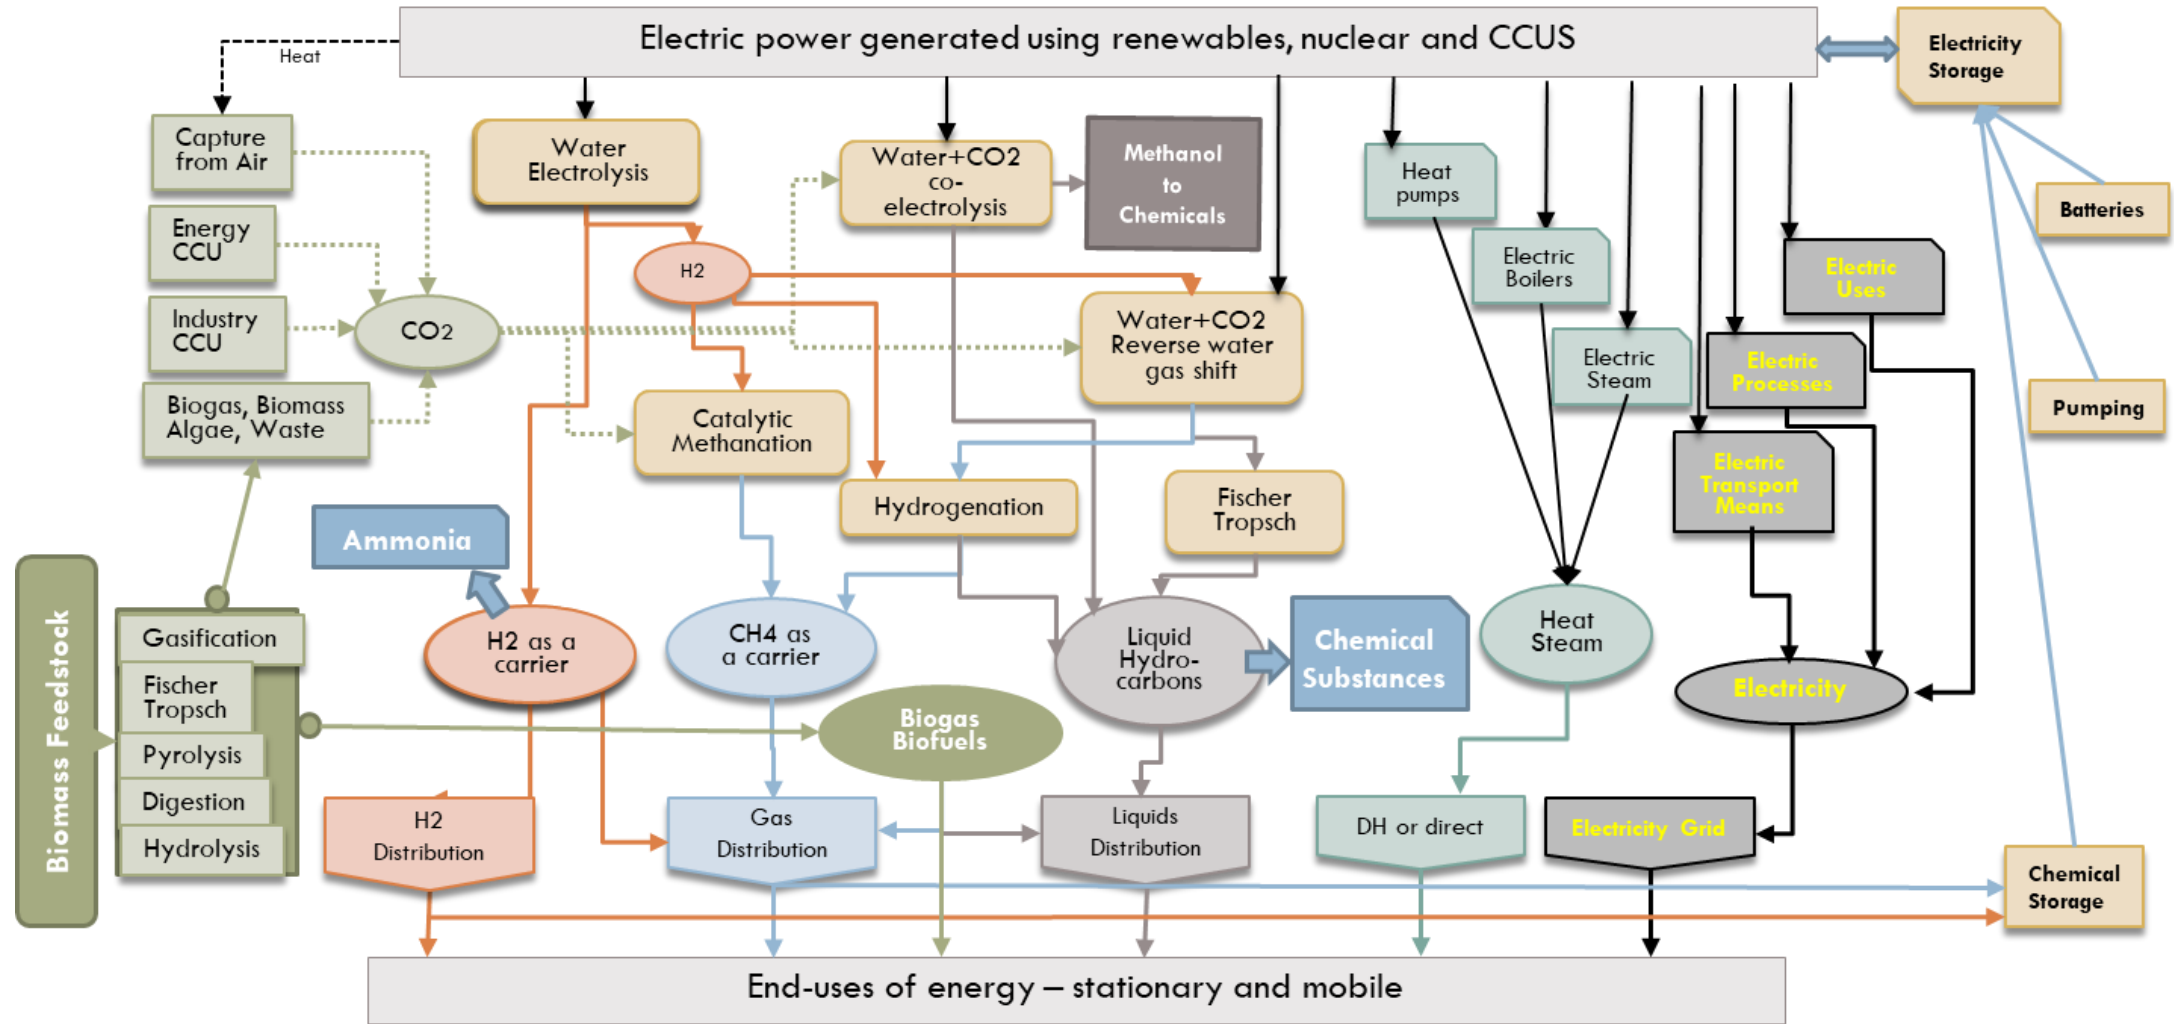 Electric power generated using renewables, nuclear and CCUS
Electricity
Storage
Heat
Capture
from Air
Water
Electrolysis
Water+CO2
co-
electrolysis
Methanol
to
Chemicals
Heat
pumps
Batteries
Energy
CCU
H2
Electric
Boilers
Electric
Uses
Industry
CCU
CO2
Water+CO2
Reverse water
gas shift
Electric
Steam
Electric
Processes
Pumping
Biogas, Biomass
Algae, Waste
Catalytic
Methanation
Electric
Transport
Means
Hydrogenation
Fischer
Tropsch
Ammonia
Biomass Feedstock
Gasification
Fischer
Tropsch
Pyrolysis
Digestion
Hydrolysis
H2 as a
carrier
CH4 as
a carrier
Liquid
Hydro-
carbons
Chemical
Substances
Heat
Steam
Electricity
Biogas
Biofuels
H2
Distribution
Gas
Distribution
Liquids
Distribution
DH or direct
Electricity Grid
Chemical
Storage
End-uses of energy – stationary and mobile